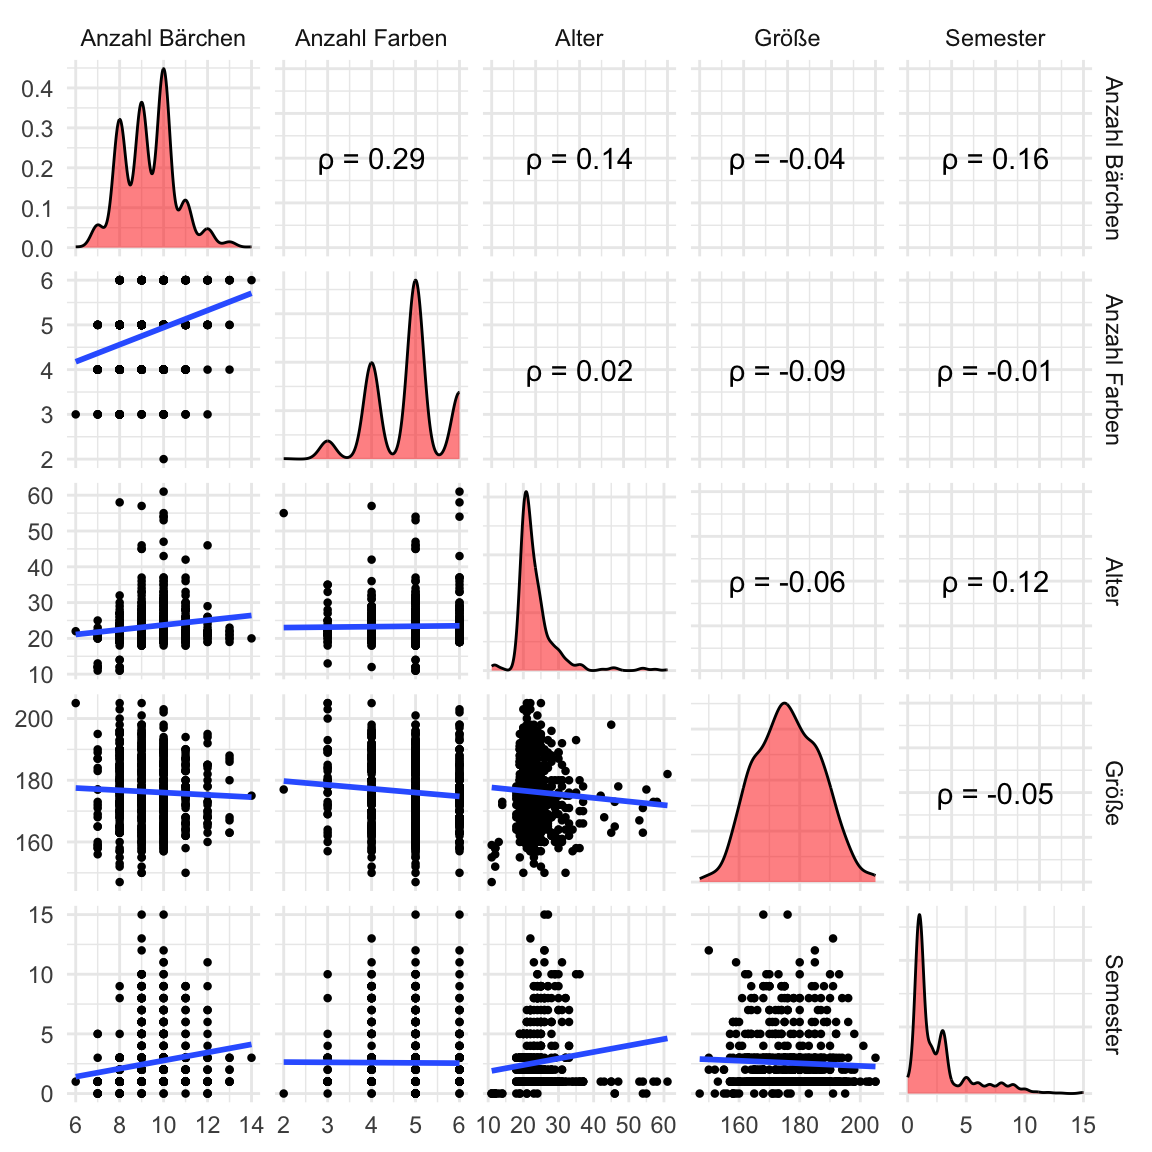 Anzahl Bärchen Anzahl Farben Alter Größe Semester
0.4
0.3
0.2
0.1
0.0
ρ = 0.29 ρ = 0.14 ρ = -0.04 ρ = 0.16
Anzahl Bärchen
6
5
4
3
2
ρ = 0.02 ρ = -0.09 ρ = -0.01
Anzahl Farben
60
50
40
30
20
10
ρ = -0.06 ρ = 0.12
Alter
200
180
160
ρ = -0.05
Größe
15
10
5
0
Semester
6 8 10 12 14 2 3 4 5 6 10 20 30 40 50 60 160 180 200 0 5 10 15